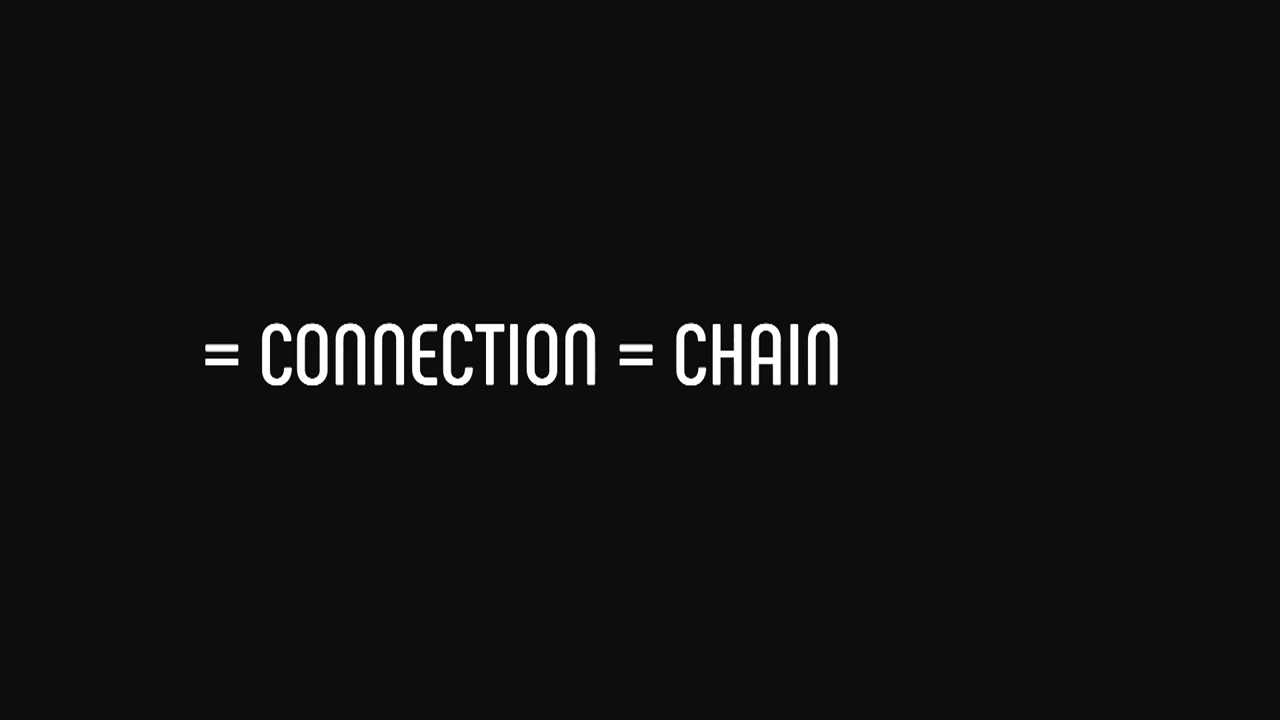 = CONNECTION = CHAIN